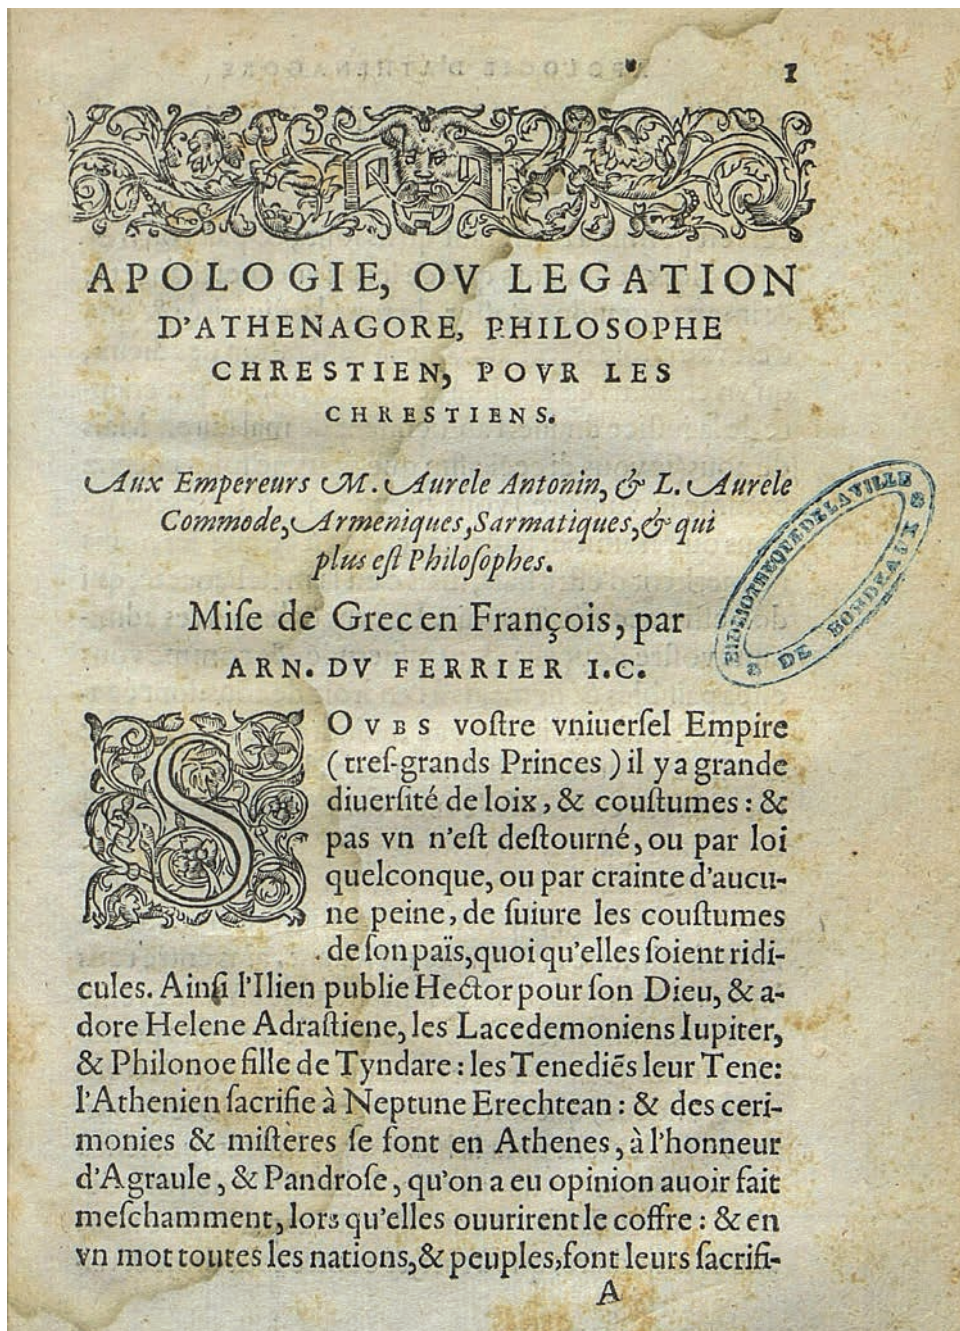 1
APOLOGIE, OV LEGATION
D'ATHENAGORE, PHILOSOPHE
CHRESTIEN, POVR LES
CHRESTIENS.
Aux Empereurs M. Aurele Antonin, & L. Aurele
Commode, Armeniques, Sarmatiques, & qui
plus eſt Philoſophes.
Miſe de Grec en François, par
ARN. DV FERRIER I.C.
BIBLIOTHEQUE DE LA VILLE
DE BORDEAUX
SOVBS voſtre vniuerſel Empire
(treſ-grands Princes) il y a grande
diuerſité de loix, & couſtumes : &
pas vn n'eſt deſtourné, ou par loi
quelconque, ou par crainte d'aucu-
ne peine, de ſuiure les couſtumes
de ſon païs, quoi qu'elles ſoient ridi-
cules. Ainſi l'Ilien publie Hector pour ſon Dieu, & a-
dore Helene Adraſtiene, les Lacedemoniens Iupiter,
& Philonoe fille de Tyndare : les Tenediẽs leur Tene:
l'Athenien ſacrifie à Neptune Erechtean : & des ceri-
monies & miſtères ſe font en Athenes, à l'honneur
d'Agraule, & Pandroſe, qu'on a eu opinion auoir fait
meſchamment, lors qu'elles ouurirent le coffre : & en
vn mot toutes les nations, & peuples, font leurs ſacrifi-
A